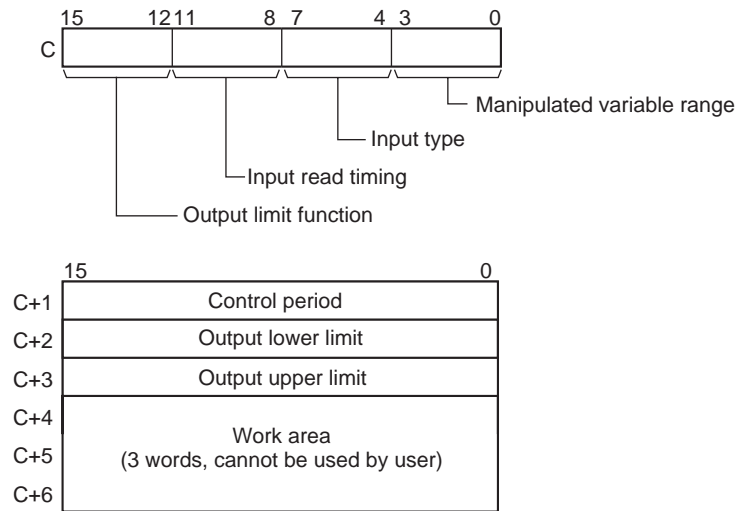 15 12 11 8 7 4 3 0
C
Manipulated variable range
Input type
Input read timing
Output limit function
15 0
C+1 Control period
C+2 Output lower limit
C+3 Output upper limit
C+4
Work area
C+5 (3 words, cannot be used by user)
C+6